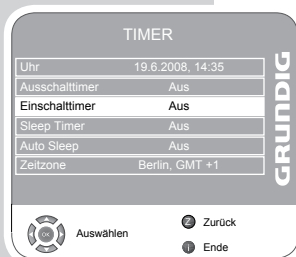 TIMER
Uhr 19.6.2008, 14:35
Ausschalttimer Aus
Einschalttimer Aus
Sleep Timer Aus
Auto Sleep Aus
Zeitzone Berlin, GMT +1
GRUNDIG
OK Auswählen
Z Zurück
i Ende